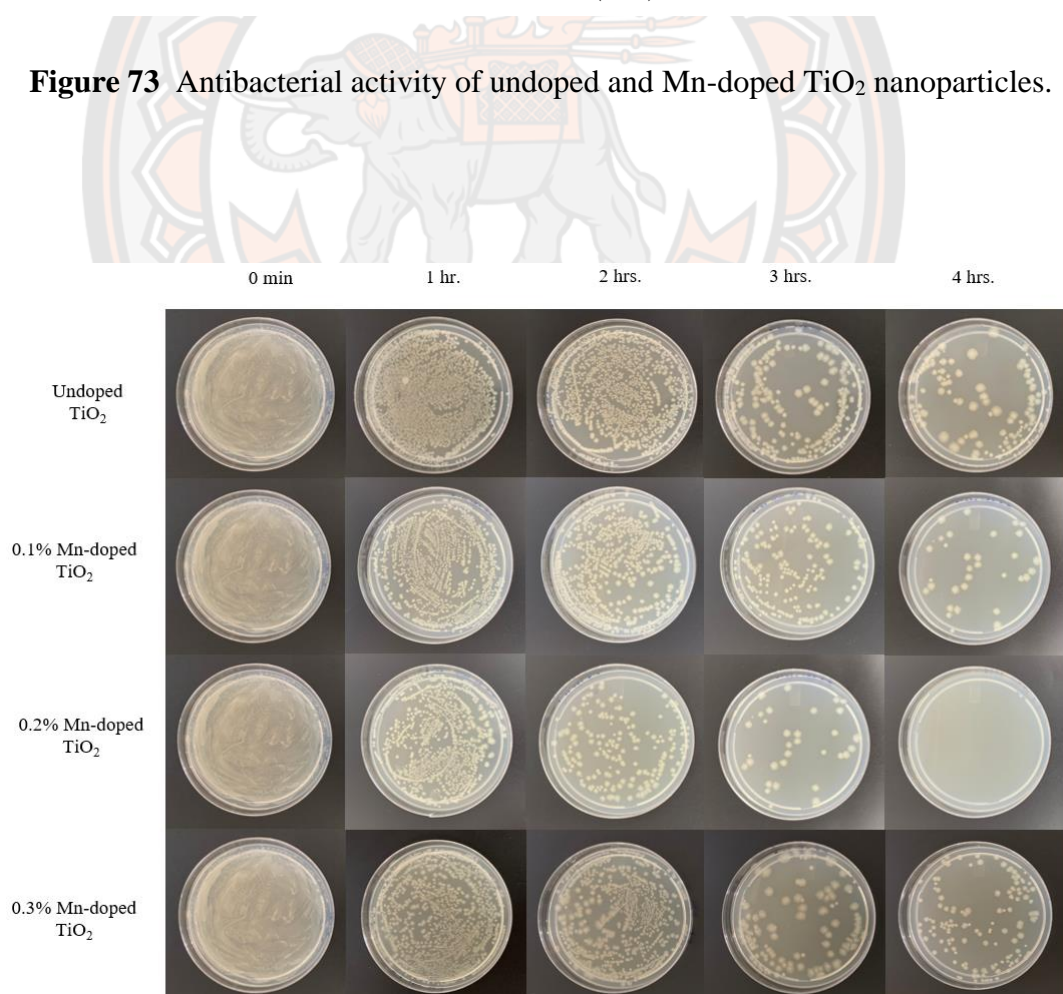 Figure 73 Antibacterial activity of undoped and Mn-doped TiO₂ nanoparticles.
0 min 1 hr. 2 hrs. 3 hrs. 4 hrs.
Undoped
TiO₂
0.1% Mn-doped
TiO₂
0.2% Mn-doped
TiO₂
0.3% Mn-doped
TiO₂